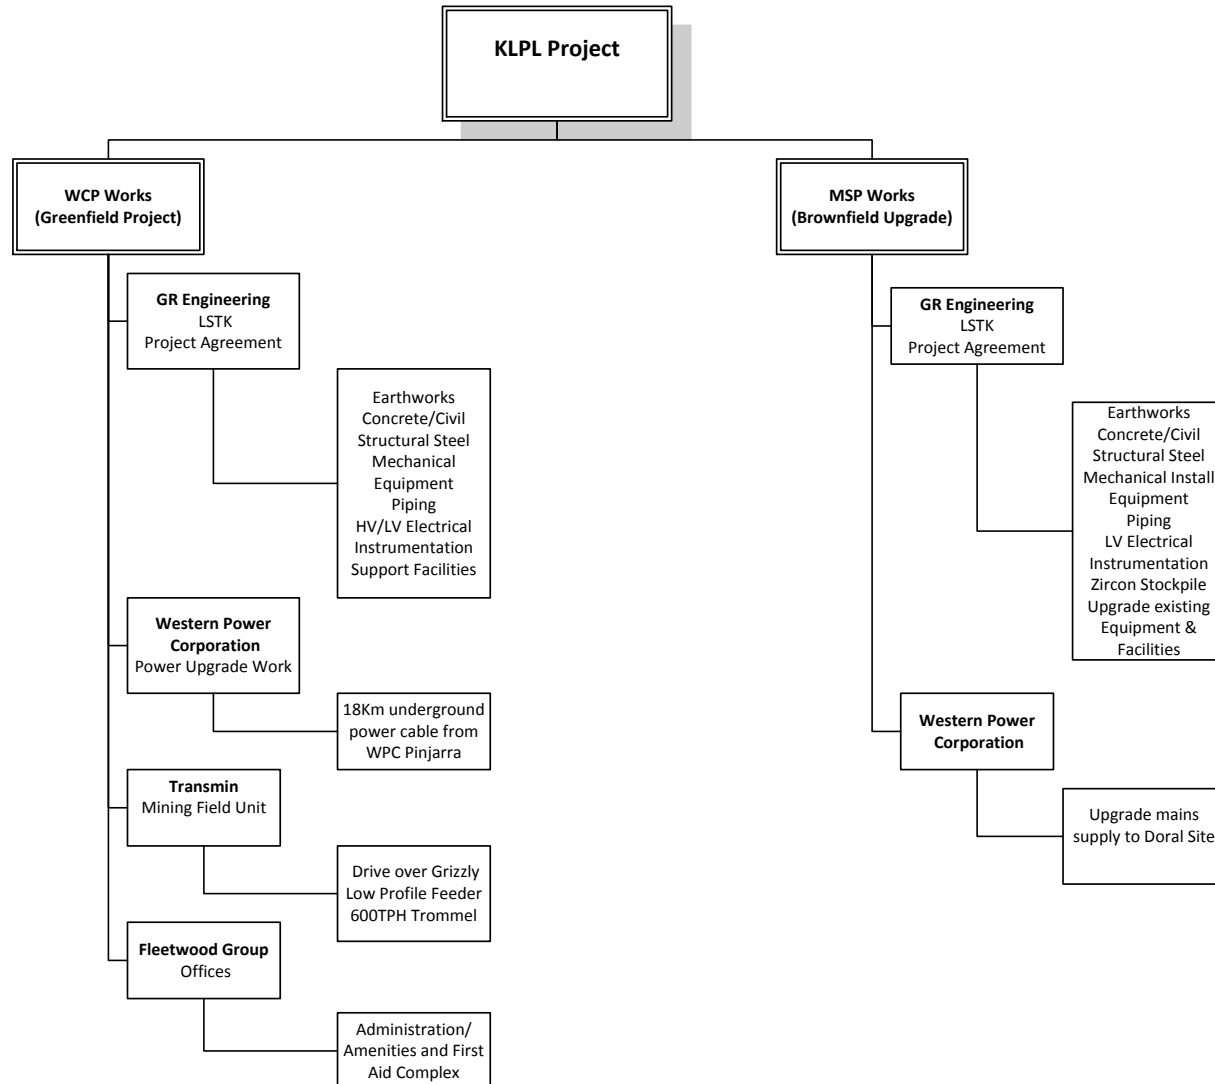 KLPL Project
WCP Works
(Greenfield Project)
MSP Works
(Brownfield Upgrade)
GR Engineering
LSTK
Project Agreement
GR Engineering
LSTK
Project Agreement
Earthworks
Concrete/Civil
Structural Steel
Mechanical
Equipment
Piping
HV/LV Electrical
Instrumentation
Support Facilities
Earthworks
Concrete/Civil
Structural Steel
Mechanical Install
Equipment
Piping
LV Electrical
Instrumentation
Zircon Stockpile
Upgrade existing
Equipment &
Facilities
Western Power
Corporation
Power Upgrade Work
18Km underground
power cable from
WPC Pinjarra
Western Power
Corporation
Transmin
Mining Field Unit
Upgrade mains
supply to Doral Site
Drive over Grizzly
Low Profile Feeder
600TPH Trommel
Fleetwood Group
Offices
Administration/
Amenities and First
Aid Complex